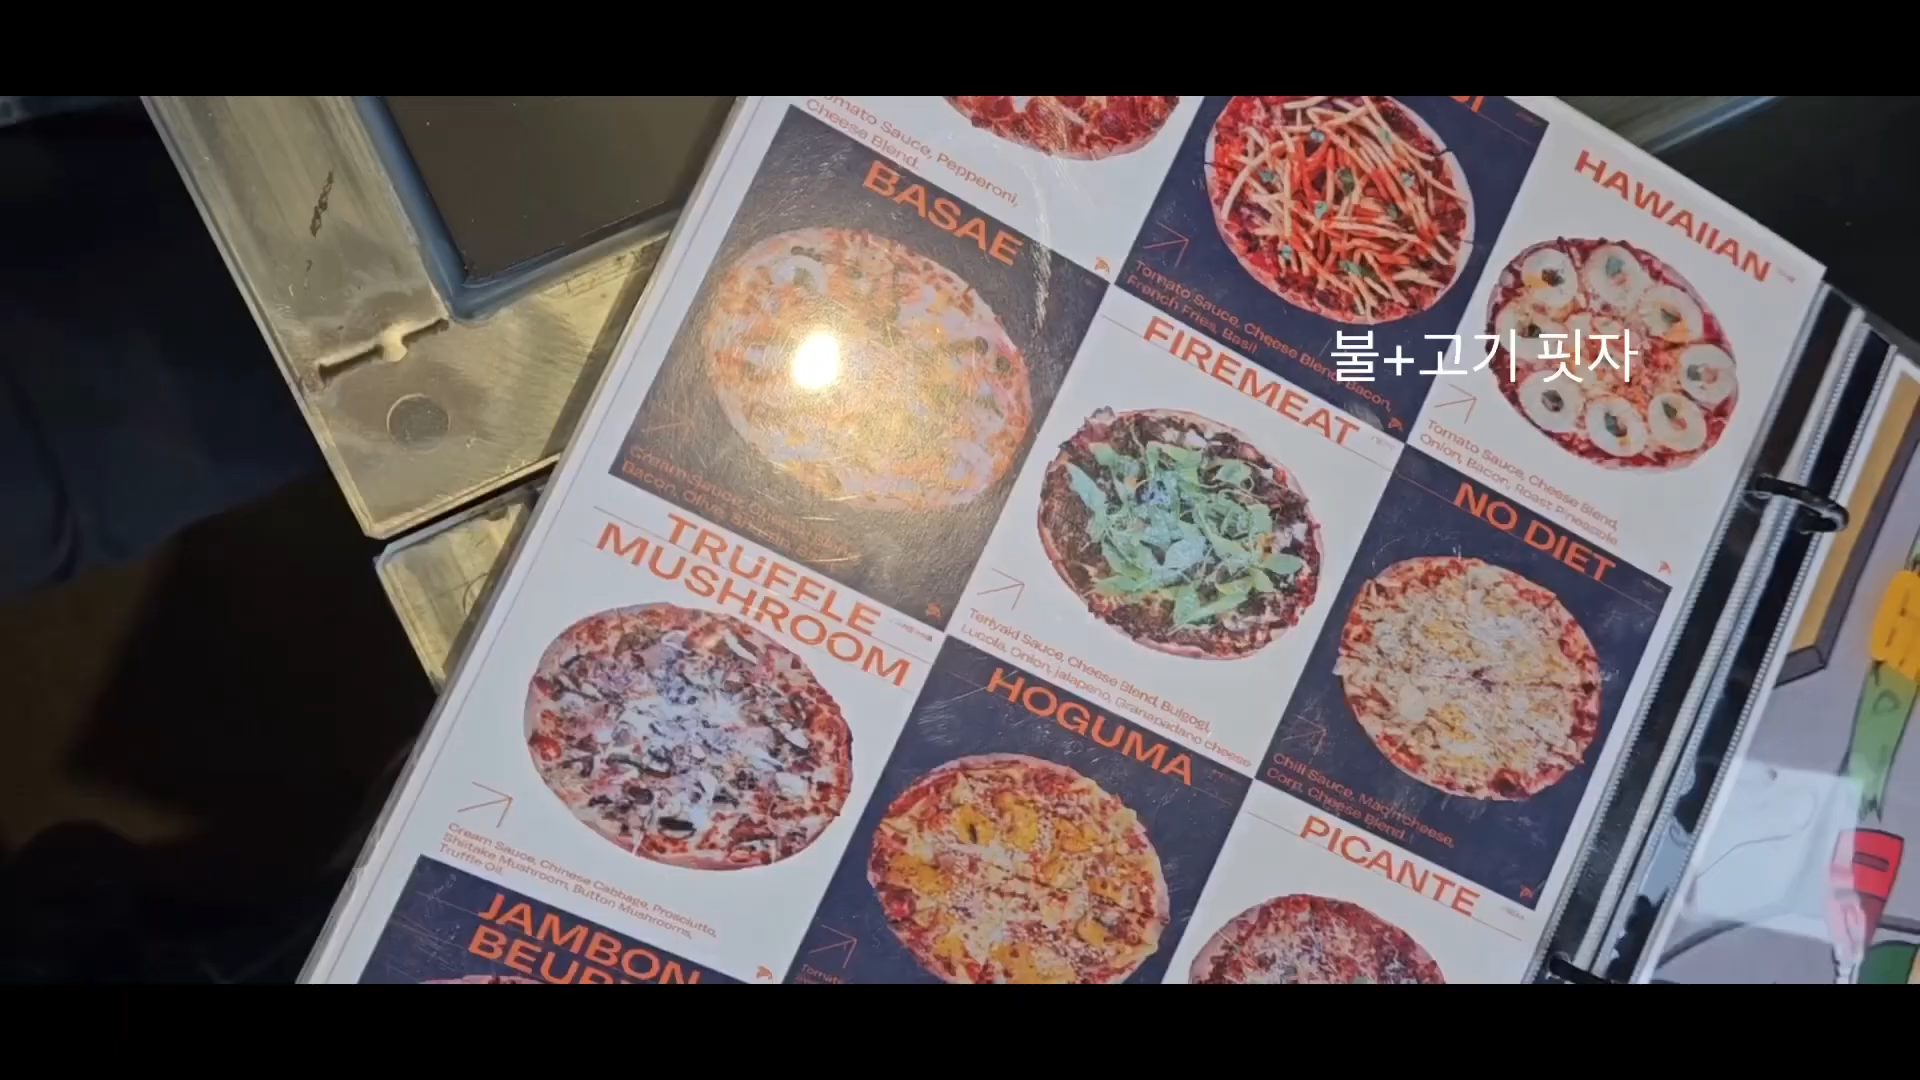 Tomato Sauce, Pepperoni,
Cheese Blend.
BASAE
Tomato Sauce, Cheese Blend, Bacon,
French Fries, Basil
HAWAIIAN
Tomato Sauce, Cheese Blend,
Onion, Bacon, Roast Pineapple
불+고기 핏자
FIREMEAT
Teriyaki Sauce, Cheese Blend, Bulgogi,
Lucola, Onion, jalapeno, Granapadano cheese
NO DIET
Chili Sauce, Mac'n'cheese,
Corn, Cheese Blend.
TRUFFLE
MUSHROOM
Cream Sauce, Chinese Cabbage, Prosciutto,
Shiitake Mushroom, Button Mushrooms,
Truffle Oil.
HOGUMA
Tomato
PICANTE
JAMBON